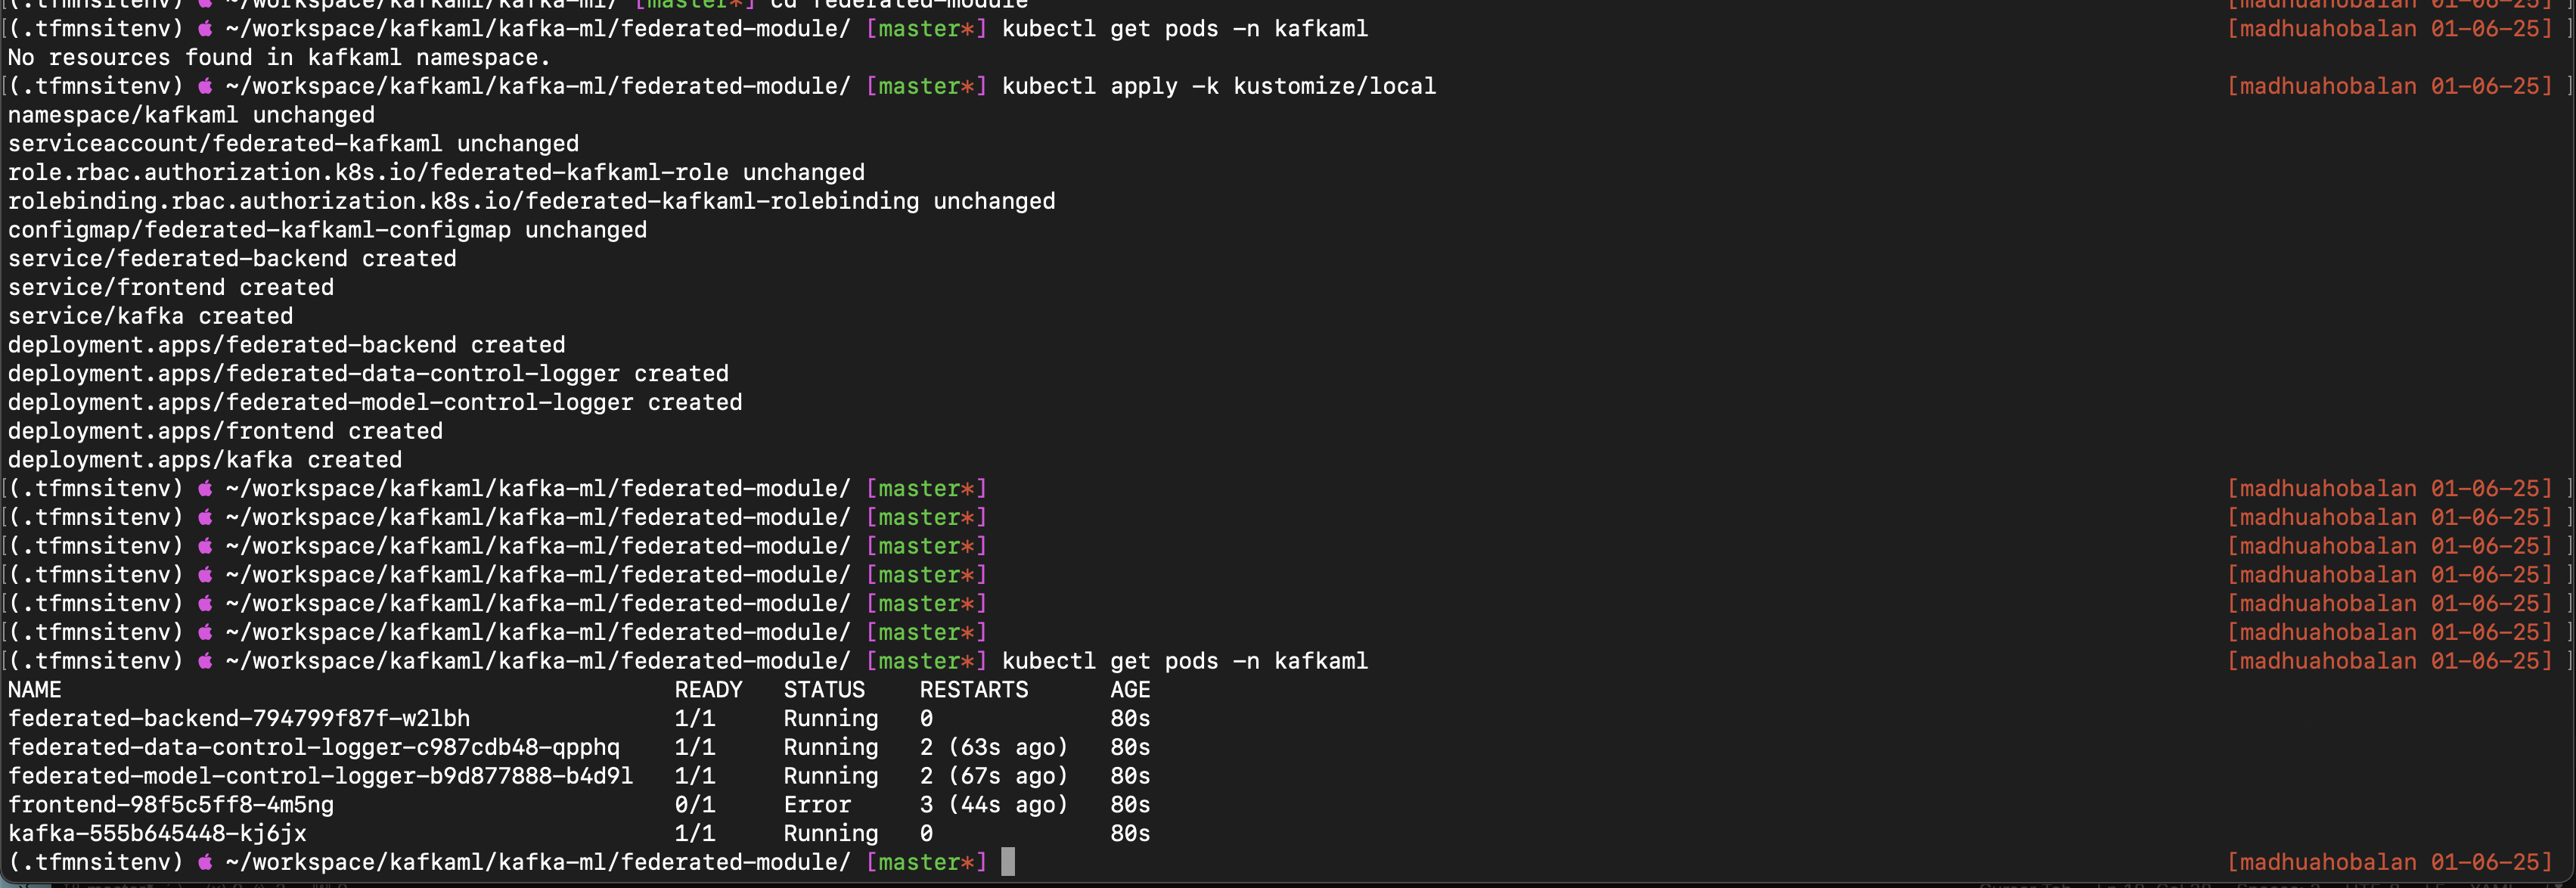 (.tfmnsitenv)  ~/workspace/kafkaml/kafka-ml/ [master*] cd federated-module [madhuahobalan 01-06-25] ]
[(.tfmnsitenv)  ~/workspace/kafkaml/kafka-ml/federated-module/ [master*] kubectl get pods -n kafkaml [madhuahobalan 01-06-25] ]
No resources found in kafkaml namespace.
[(.tfmnsitenv)  ~/workspace/kafkaml/kafka-ml/federated-module/ [master*] kubectl apply -k kustomize/local [madhuahobalan 01-06-25] ]
namespace/kafkaml unchanged
serviceaccount/federated-kafkaml unchanged
role.rbac.authorization.k8s.io/federated-kafkaml-role unchanged
rolebinding.rbac.authorization.k8s.io/federated-kafkaml-rolebinding unchanged
configmap/federated-kafkaml-configmap unchanged
service/federated-backend created
service/frontend created
service/kafka created
deployment.apps/federated-backend created
deployment.apps/federated-data-control-logger created
deployment.apps/federated-model-control-logger created
deployment.apps/frontend created
deployment.apps/kafka created
[(.tfmnsitenv)  ~/workspace/kafkaml/kafka-ml/federated-module/ [master*] [madhuahobalan 01-06-25] ]
[(.tfmnsitenv)  ~/workspace/kafkaml/kafka-ml/federated-module/ [master*] [madhuahobalan 01-06-25] ]
[(.tfmnsitenv)  ~/workspace/kafkaml/kafka-ml/federated-module/ [master*] [madhuahobalan 01-06-25] ]
[(.tfmnsitenv)  ~/workspace/kafkaml/kafka-ml/federated-module/ [master*] [madhuahobalan 01-06-25] ]
[(.tfmnsitenv)  ~/workspace/kafkaml/kafka-ml/federated-module/ [master*] [madhuahobalan 01-06-25] ]
[(.tfmnsitenv)  ~/workspace/kafkaml/kafka-ml/federated-module/ [master*] [madhuahobalan 01-06-25] ]
[(.tfmnsitenv)  ~/workspace/kafkaml/kafka-ml/federated-module/ [master*] kubectl get pods -n kafkaml [madhuahobalan 01-06-25] ]
NAME READY STATUS RESTARTS AGE
federated-backend-794799f87f-w2lbh 1/1 Running 0 80s
federated-data-control-logger-c987cdb48-qpphq 1/1 Running 2 (63s ago) 80s
federated-model-control-logger-b9d877888-b4d9l 1/1 Running 2 (67s ago) 80s
frontend-98f5c5ff8-4m5ng 0/1 Error 3 (44s ago) 80s
kafka-555b645448-kj6jx 1/1 Running 0 80s
(.tfmnsitenv)  ~/workspace/kafkaml/kafka-ml/federated-module/ [master*] [madhuahobalan 01-06-25]